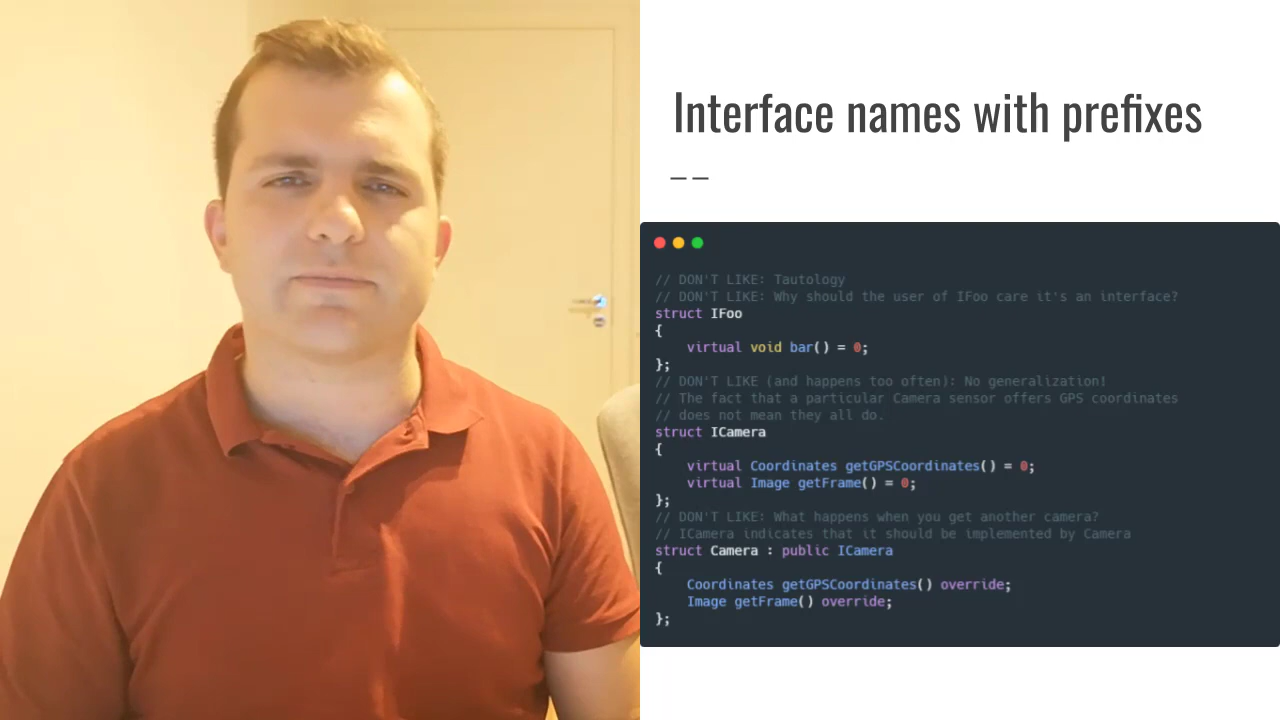 Interface names with prefixes
// DON'T LIKE: Tautology
// DON'T LIKE: Why should the user of IFoo care it's an interface?
struct IFoo
{
    virtual void bar() = 0;
};
// DON'T LIKE (and happens too often): No generalization!
// The fact that a particular Camera sensor offers GPS coordinates
// does not mean they all do.
struct ICamera
{
    virtual Coordinates getGPSCoordinates() = 0;
    virtual Image getFrame() = 0;
};
// DON'T LIKE: What happens when you get another camera?
// ICamera indicates that it should be implemented by Camera
struct Camera : public ICamera
{
    Coordinates getGPSCoordinates() override;
    Image getFrame() override;
};